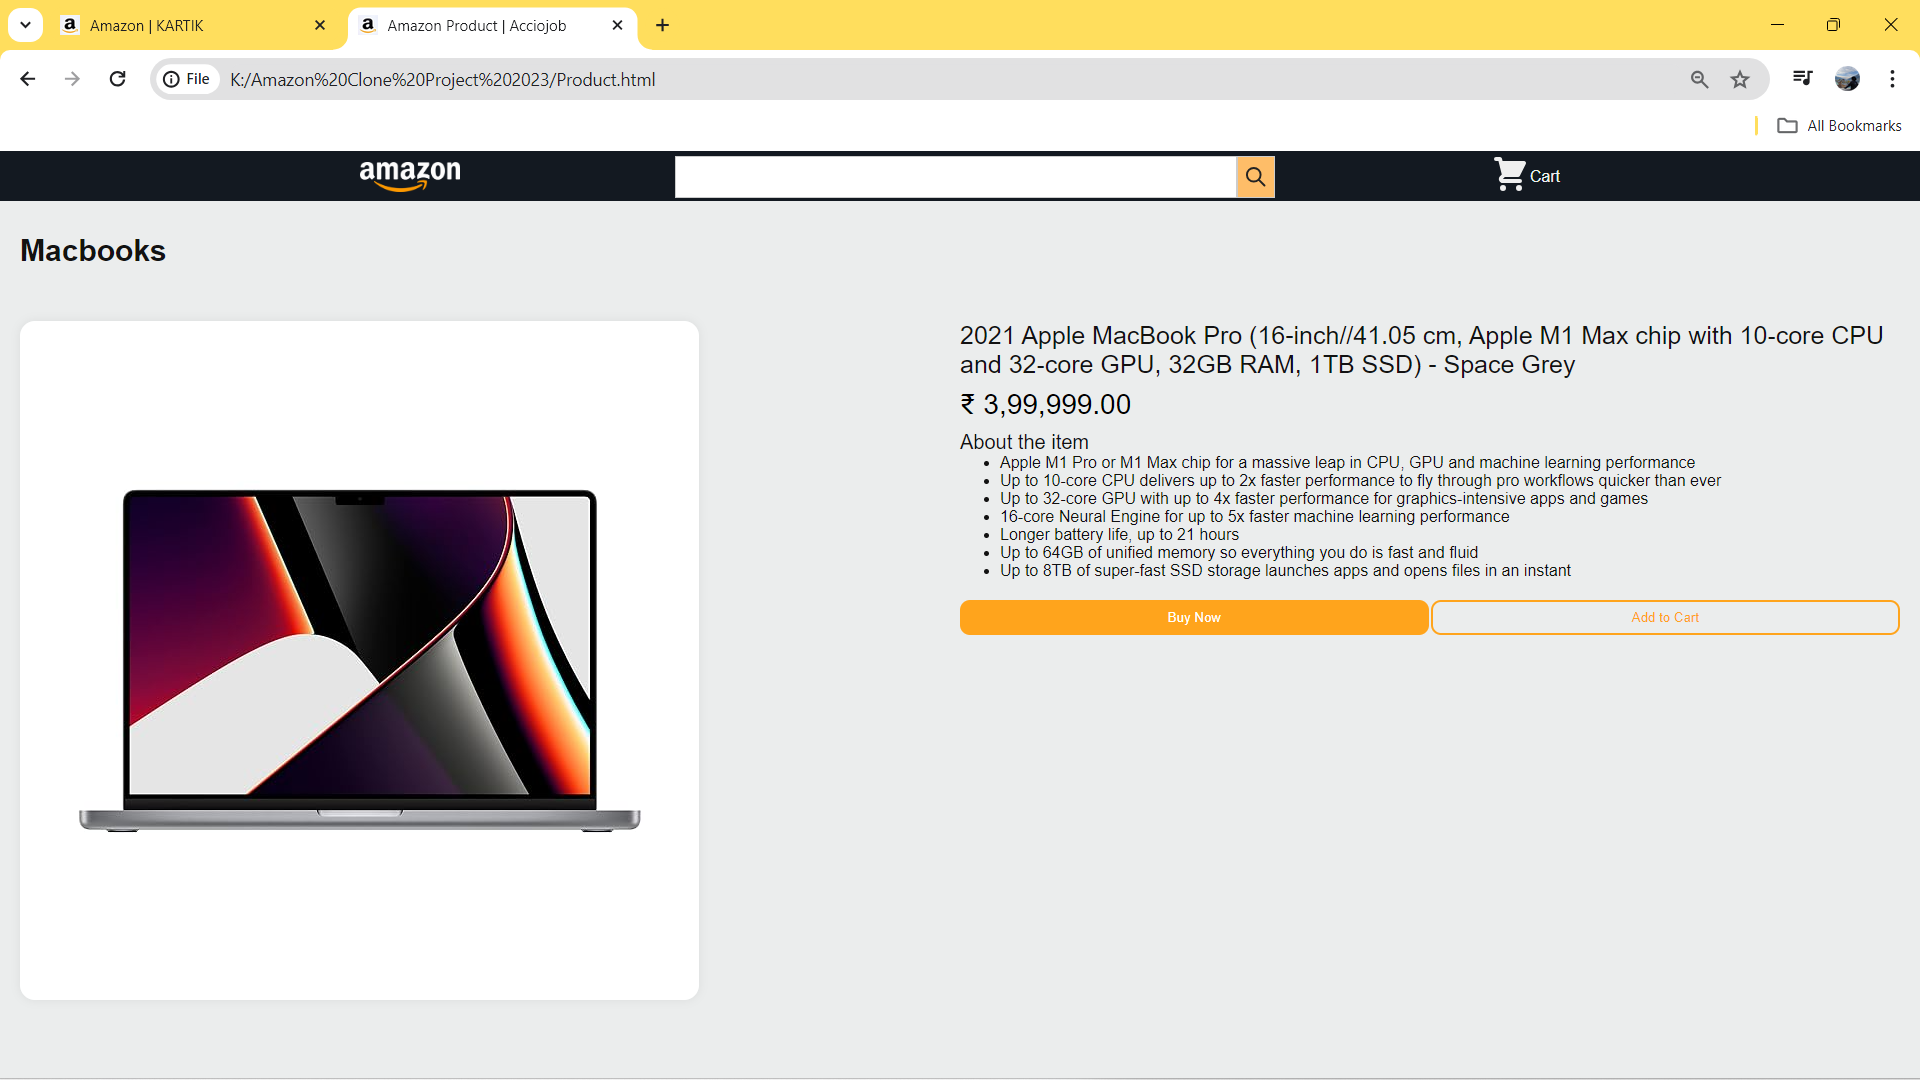 Amazon | KARTIK
Amazon Product | Acciojob
File
K:/Amazon%20Clone%20Project%202023/Product.html
All Bookmarks
amazon
Cart
Macbooks
2021 Apple MacBook Pro (16-inch//41.05 cm, Apple M1 Max chip with 10-core CPU
and 32-core GPU, 32GB RAM, 1TB SSD) - Space Grey
₹ 3,99,999.00
About the item
• Apple M1 Pro or M1 Max chip for a massive leap in CPU, GPU and machine learning performance
• Up to 10-core CPU delivers up to 2x faster performance to fly through pro workflows quicker than ever
• Up to 32-core GPU with up to 4x faster performance for graphics-intensive apps and games
• 16-core Neural Engine for up to 5x faster machine learning performance
• Longer battery life, up to 21 hours
• Up to 64GB of unified memory so everything you do is fast and fluid
• Up to 8TB of super-fast SSD storage launches apps and opens files in an instant
Buy Now
Add to Cart